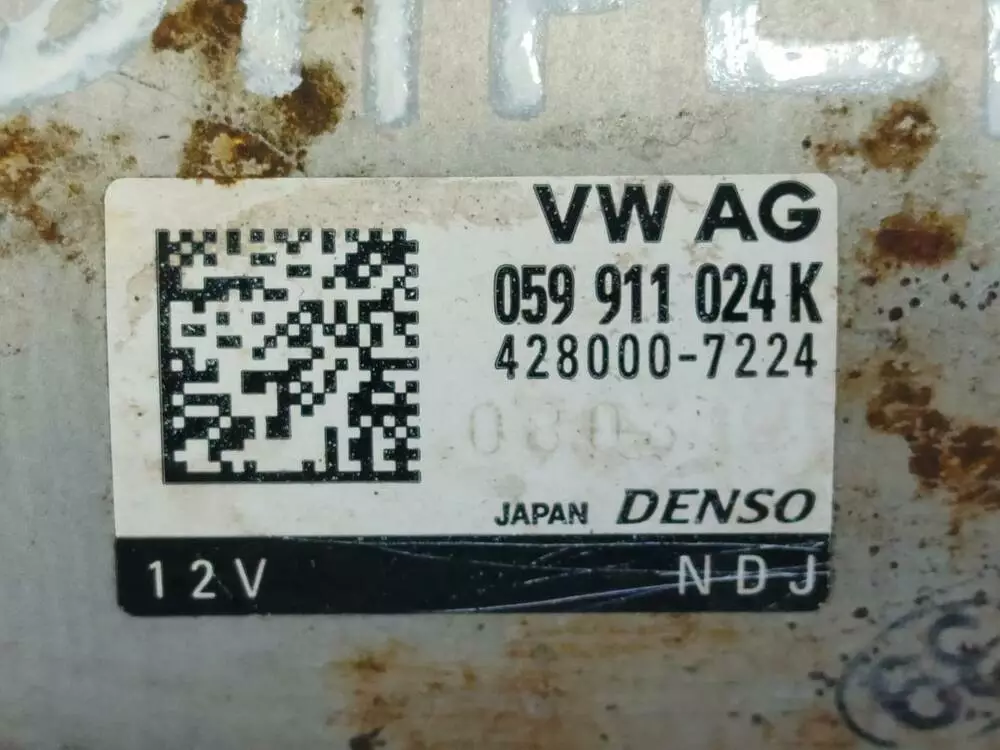 VW AG
059 911 024 K
428000-7224
JAPAN DENSO
12V NDJ